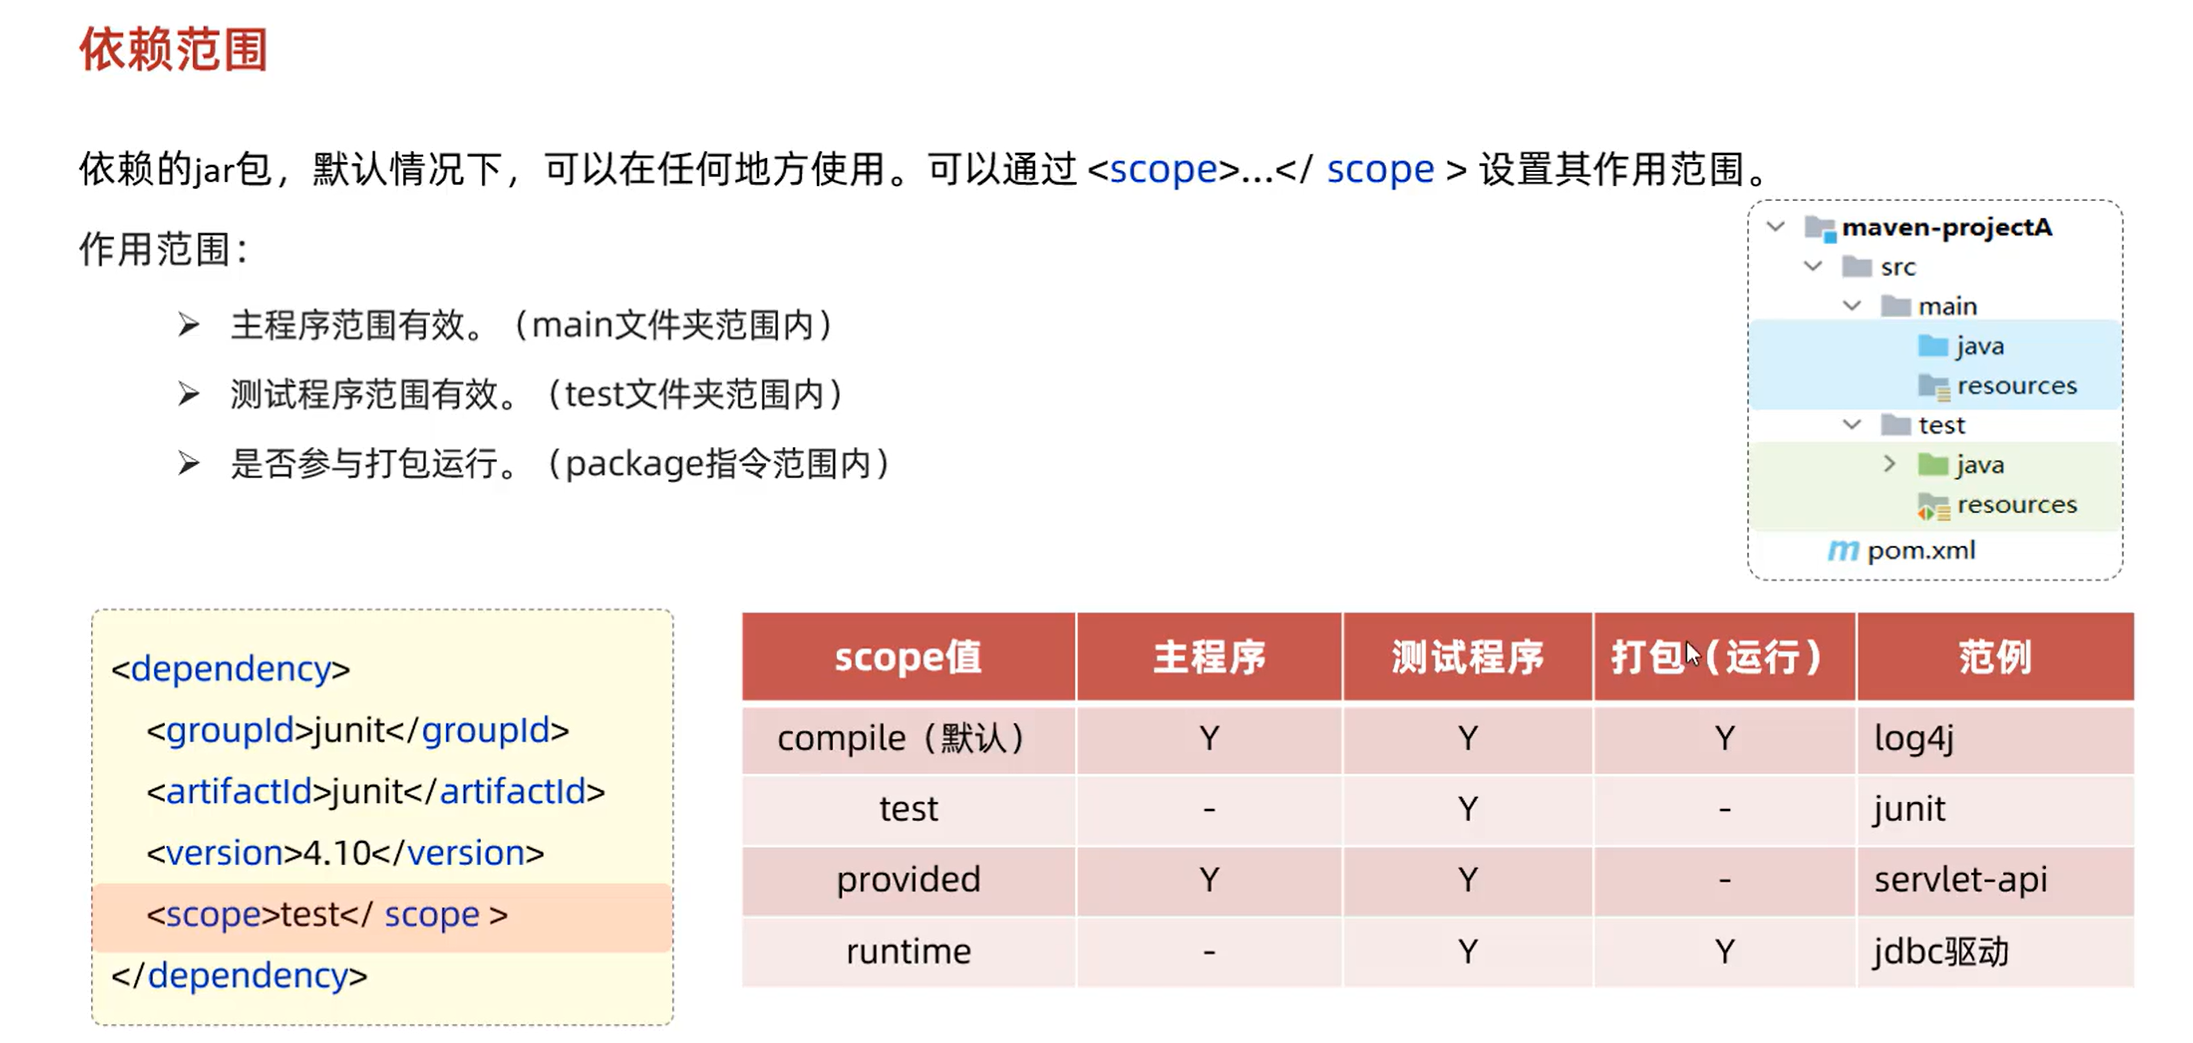 依赖范围
依赖的jar包，默认情况下，可以在任何地方使用。可以通过 <scope>...</ scope > 设置其作用范围。
作用范围：
➢ 主程序范围有效。（main文件夹范围内）
➢ 测试程序范围有效。（test文件夹范围内）
➢ 是否参与打包运行。（package指令范围内）
maven-projectA
src
main
java
resources
test
java
resources
m pom.xml
<dependency>
<groupId>junit</groupId>
<artifactId>junit</artifactId>
<version>4.10</version>
<scope>test</ scope >
</dependency>
scope值 主程序 测试程序 打包（运行） 范例
compile（默认） Y Y Y log4j
test - Y - junit
provided Y Y - servlet-api
runtime - Y Y jdbc驱动